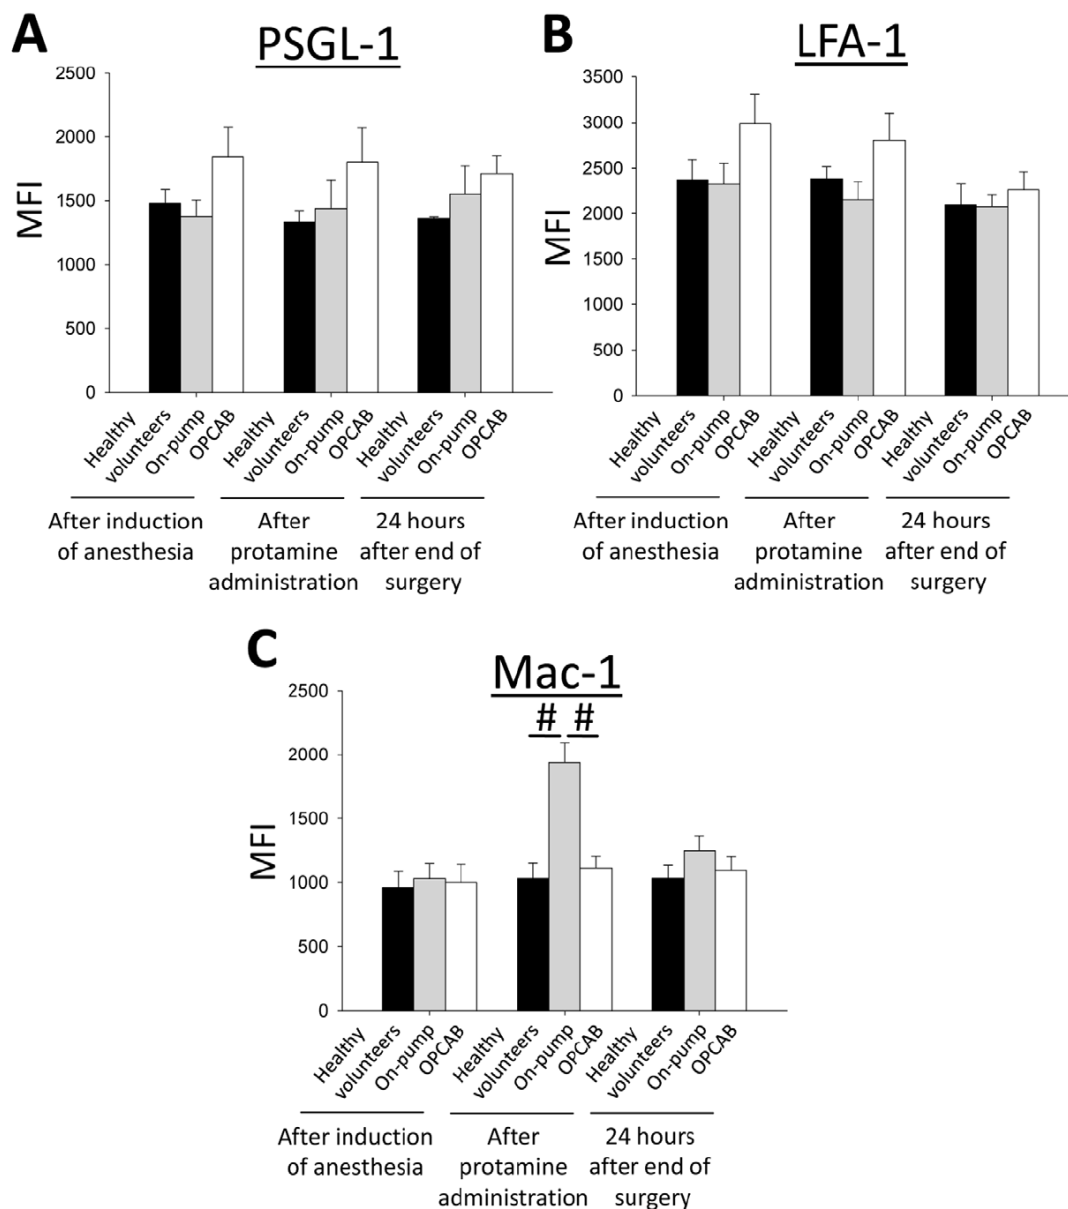 A
PSGL-1
2500
2000
1500
1000
500
0
MFI
Healthy
volunteers
On-pump
OPCAB
Healthy
volunteers
On-pump
OPCAB
Healthy
volunteers
On-pump
OPCAB
After induction
of anesthesia
After
protamine
administration
24 hours
after end of
surgery
B
LFA-1
3500
3000
2500
2000
1500
1000
500
0
MFI
Healthy
volunteers
On-pump
OPCAB
Healthy
volunteers
On-pump
OPCAB
Healthy
volunteers
On-pump
OPCAB
After induction
of anesthesia
After
protamine
administration
24 hours
after end of
surgery
C
Mac-1
# #
2500
2000
1500
1000
500
0
MFI
Healthy
volunteers
On-pump
OPCAB
Healthy
volunteers
On-pump
OPCAB
Healthy
volunteers
On-pump
OPCAB
After induction
of anesthesia
After
protamine
administration
24 hours
after end of
surgery